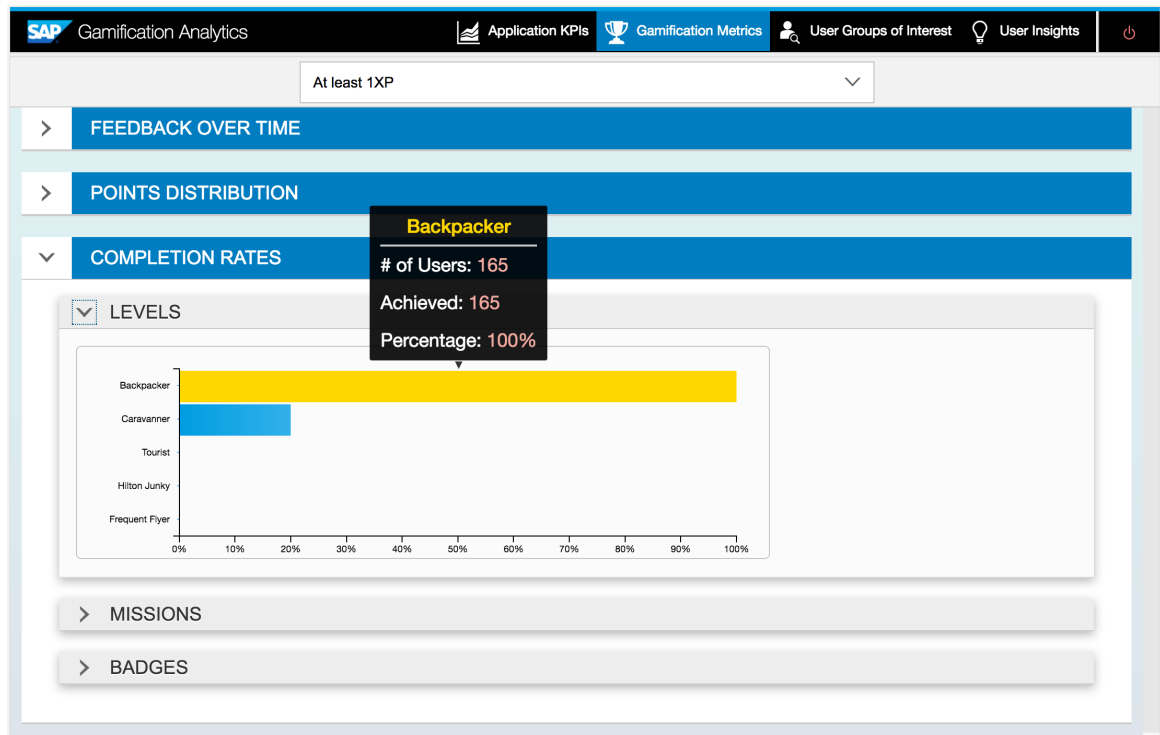 SAP Gamification Analytics
Application KPIs
Gamification Metrics
User Groups of Interest
User Insights
At least 1XP
FEEDBACK OVER TIME
POINTS DISTRIBUTION
COMPLETION RATES
Backpacker
# of Users: 165
Achieved: 165
Percentage: 100%
LEVELS
Backpacker
Caravanner
Tourist
Hilton Junky
Frequent Flyer
0% 10% 20% 30% 40% 50% 60% 70% 80% 90% 100%
MISSIONS
BADGES